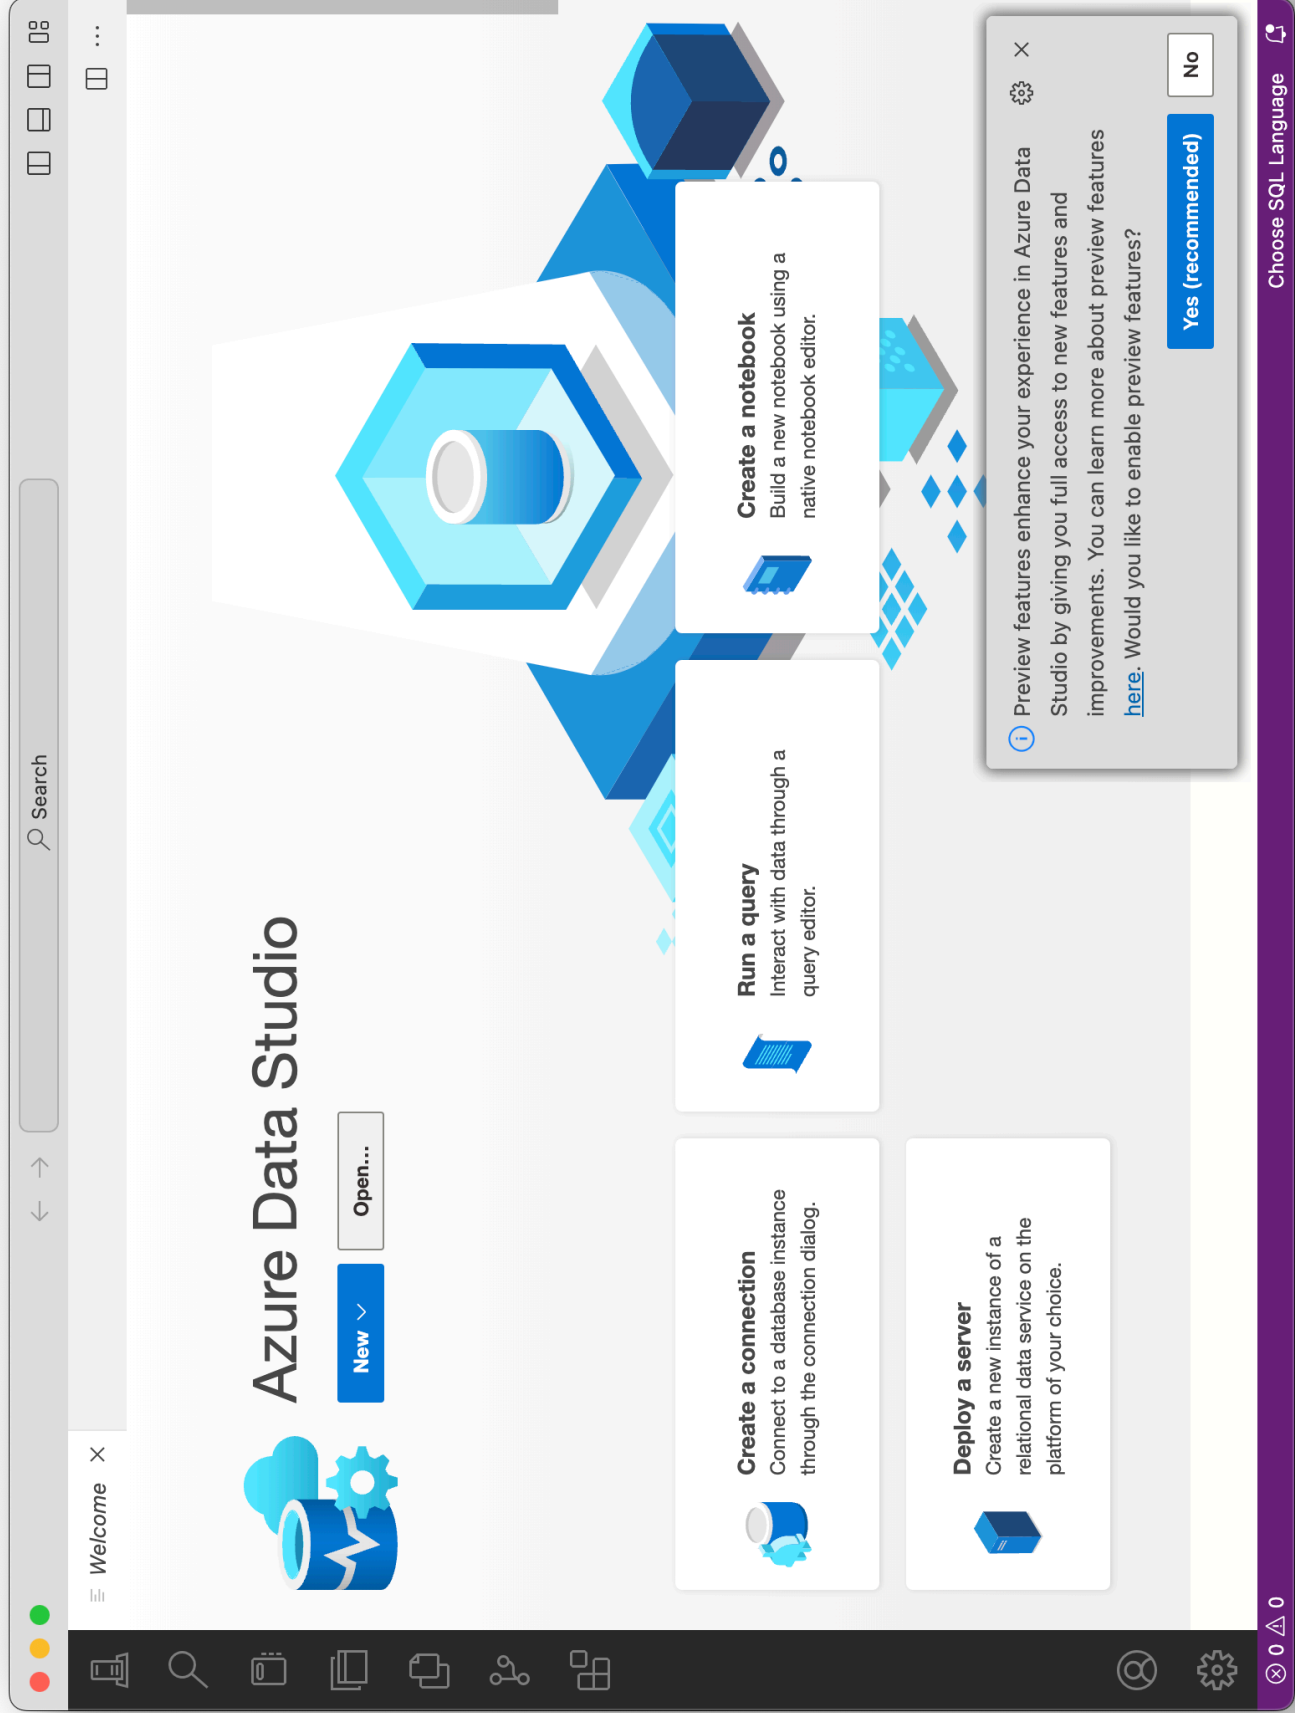 Search
Welcome
Azure Data Studio
New
Open...
Create a connection
Connect to a database instance
through the connection dialog.
Run a query
Interact with data through a
query editor.
Create a notebook
Build a new notebook using a
native notebook editor.
Deploy a server
Create a new instance of a
relational data service on the
platform of your choice.
Preview features enhance your experience in Azure Data
Studio by giving you full access to new features and
improvements. You can learn more about preview features
here. Would you like to enable preview features?
Yes (recommended)
No
0 0
Choose SQL Language